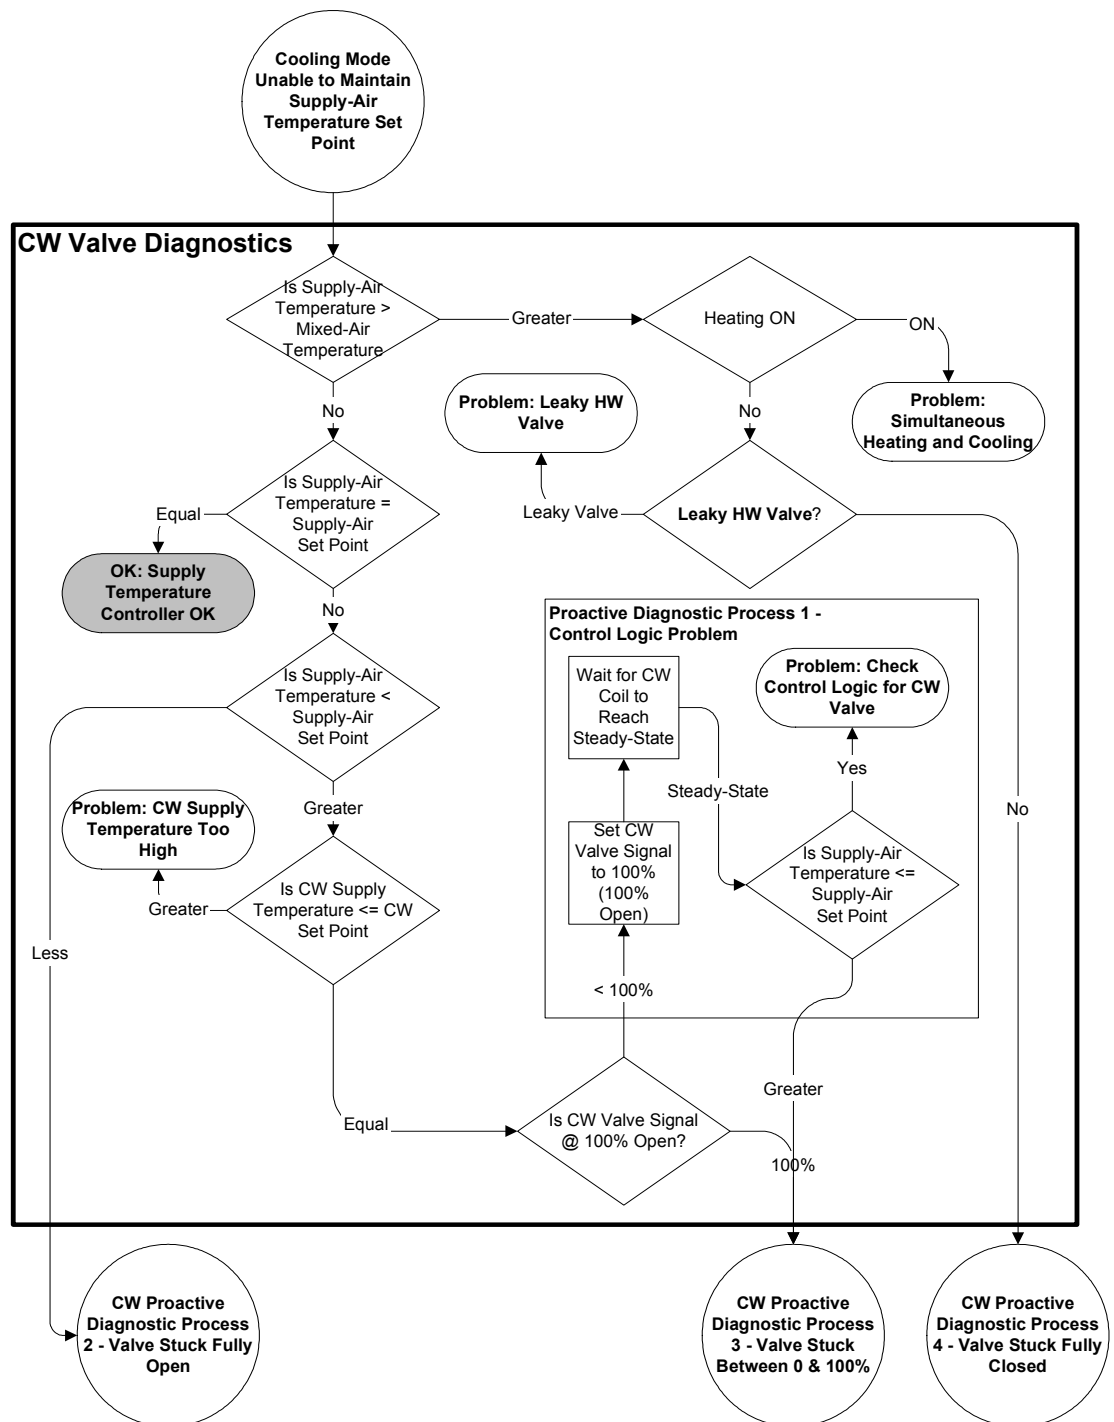 Cooling Mode
Unable to Maintain
Supply-Air
Temperature Set
Point
CW Valve Diagnostics
Is Supply-Air
Temperature >
Mixed-Air
Temperature
Greater
Heating ON
ON
Problem:
Simultaneous
Heating and Cooling
No
No
Problem: Leaky HW
Valve
Is Supply-Air
Temperature =
Supply-Air
Set Point
Equal
OK: Supply
Temperature
Controller OK
Leaky Valve
Leaky HW Valve?
No
No
Is Supply-Air
Temperature <
Supply-Air
Set Point
Less
Greater
Problem: CW Supply
Temperature Too
High
Is CW Supply
Temperature <= CW
Set Point
Greater
Equal
Proactive Diagnostic Process 1 -
Control Logic Problem
Wait for CW
Coil to
Reach
Steady-State
Problem: Check
Control Logic for CW
Valve
Steady-State
Yes
Set CW
Valve Signal
to 100%
(100%
Open)
Is Supply-Air
Temperature <=
Supply-Air
Set Point
< 100%
Greater
Is CW Valve Signal
@ 100% Open?
100%
CW Proactive
Diagnostic Process
2 - Valve Stuck Fully
Open
CW Proactive
Diagnostic Process
3 - Valve Stuck
Between 0 & 100%
CW Proactive
Diagnostic Process
4 - Valve Stuck Fully
Closed